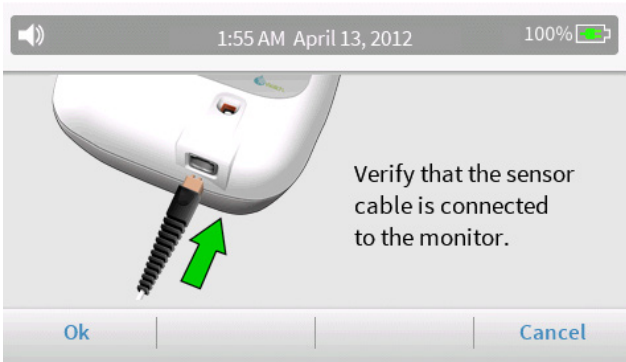 1:55 AM April 13, 2012
100%
Verify that the sensor
cable is connected
to the monitor.
Ok
Cancel